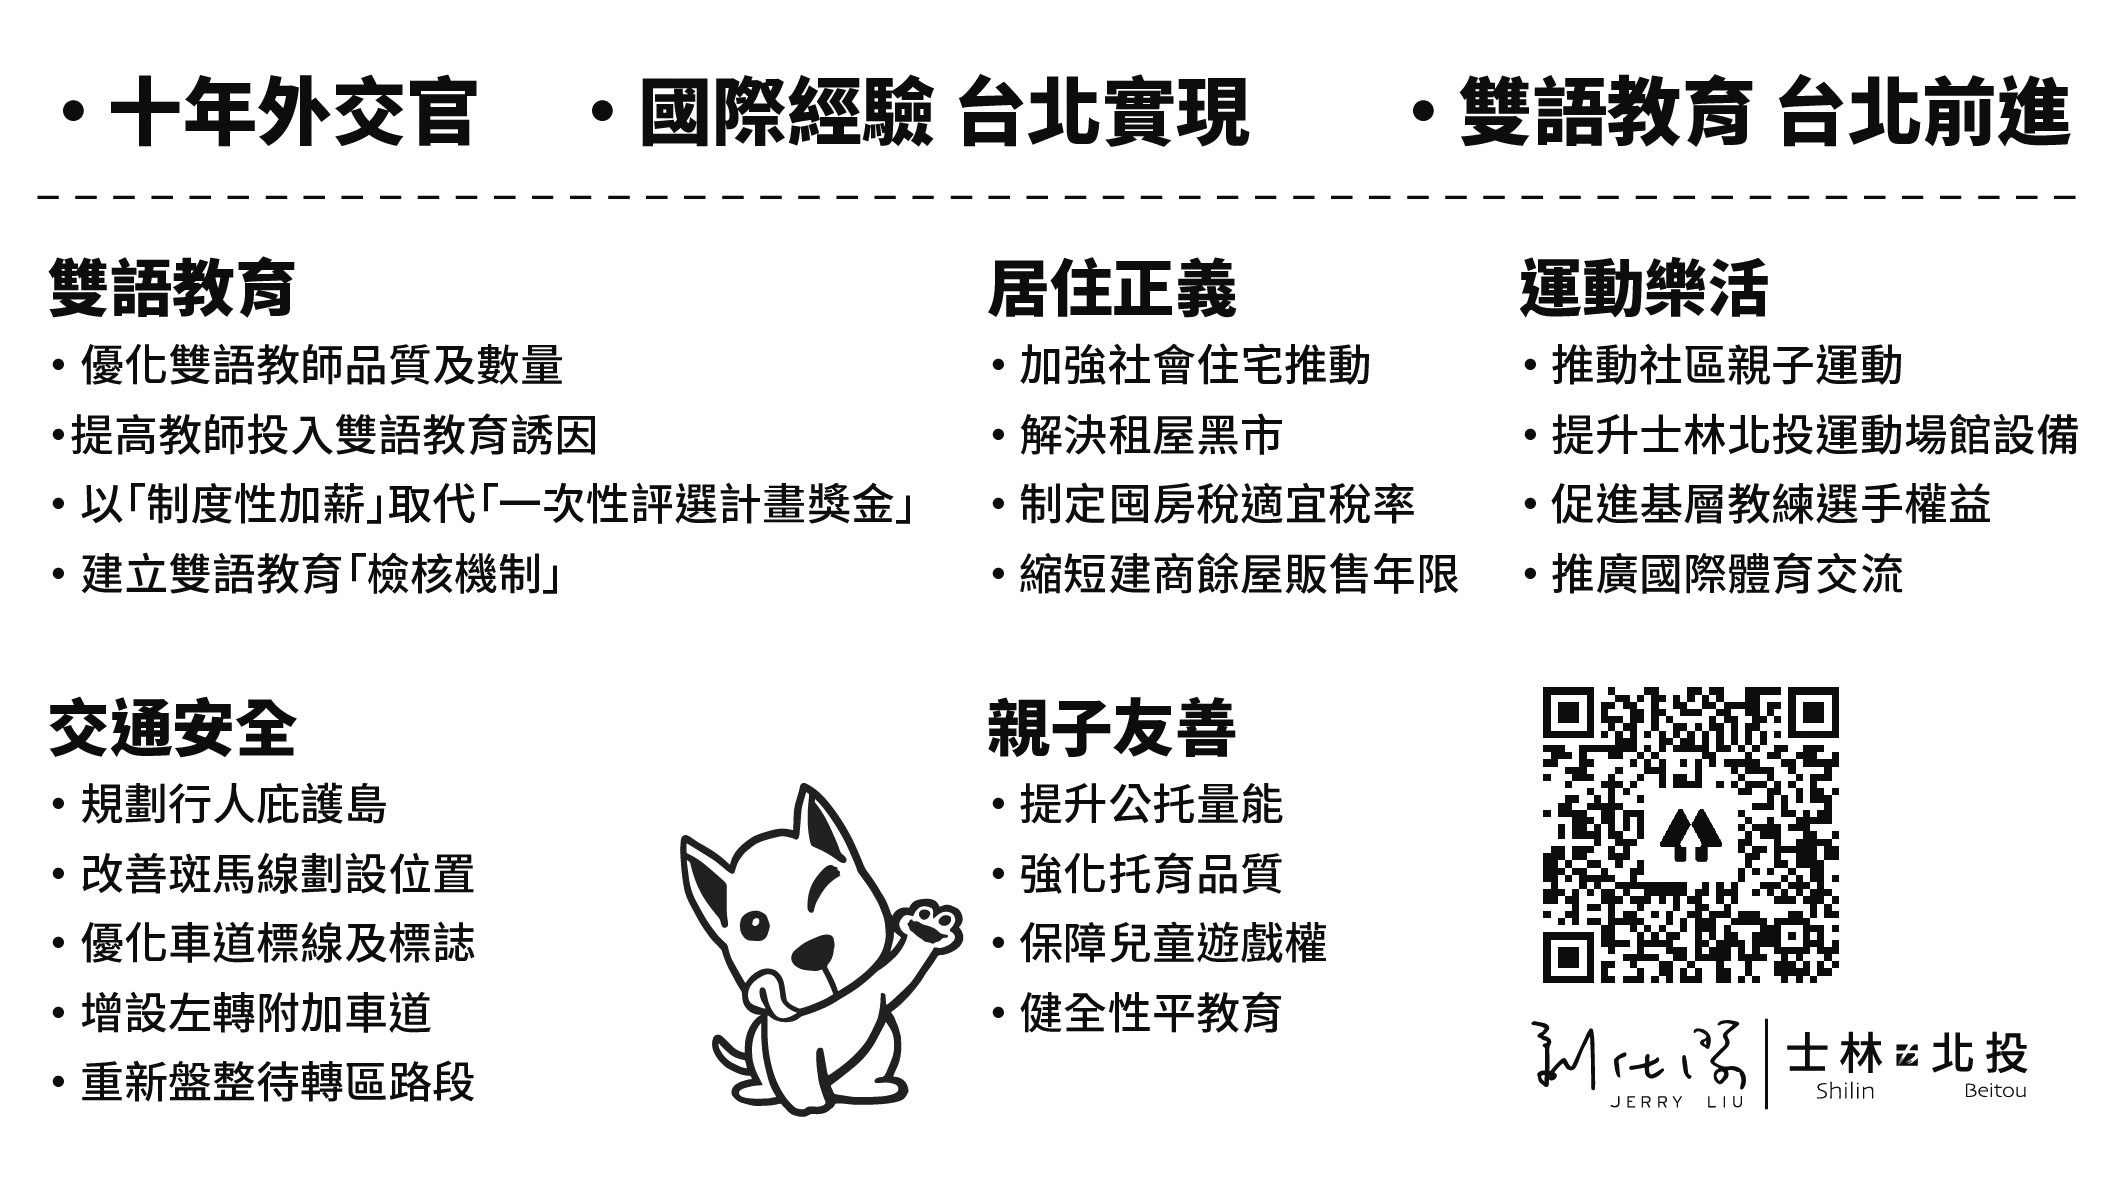 • 十年外交官 • 國際經驗 台北實現 • 雙語教育 台北前進
雙語教育
• 優化雙語教師品質及數量
•提高教師投入雙語教育誘因
• 以「制度性加薪」取代「一次性評選計畫獎金」
• 建立雙語教育「檢核機制」
居住正義
• 加強社會住宅推動
• 解決租屋黑市
• 制定囤房稅適宜稅率
• 縮短建商餘屋販售年限
運動樂活
• 推動社區親子運動
• 提升士林北投運動場館設備
• 促進基層教練選手權益
• 推廣國際體育交流
交通安全
• 規劃行人庇護島
• 改善斑馬線劃設位置
• 優化車道標線及標誌
• 增設左轉附加車道
• 重新盤整待轉區路段
親子友善
• 提升公托量能
• 強化托育品質
• 保障兒童遊戲權
• 健全性平教育
JERRY LIU
士林 北投
Shilin Beitou